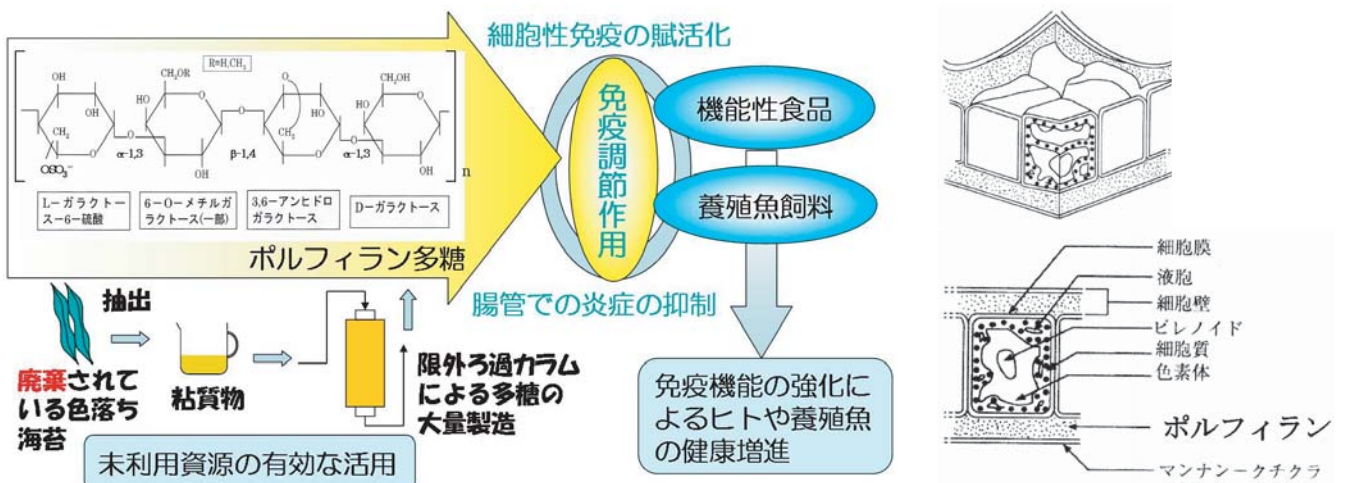 細胞性免疫の賦活化
R=H,CH₃
OH
CH₂OR
CH₂OH
OH
HO
O
HO
HO
O
O
O
O
OH
OH
CH₂
OSO₃⁻
α-1,3
OH
β-1,4
CH₂
α-1,3
OH
n
L-ガラクトー
ス-6-硫酸
6-O-メチルガ
ラクトース(一部)
3,6-アンヒドロ
ガラクトース
D-ガラクトース
ポルフィラン多糖
免疫調節作用
機能性食品
養殖魚飼料
腸管での炎症の抑制
抽出
廃棄されて
いる色落ち
海苔
粘質物
限外ろ過カラム
による多糖の
大量製造
未利用資源の有効な活用
免疫機能の強化に
よるヒトや養殖魚
の健康増進
細胞膜
液胞
細胞壁
ピレノイド
細胞質
色素体
ポルフィラン
マンナン-クチクラ